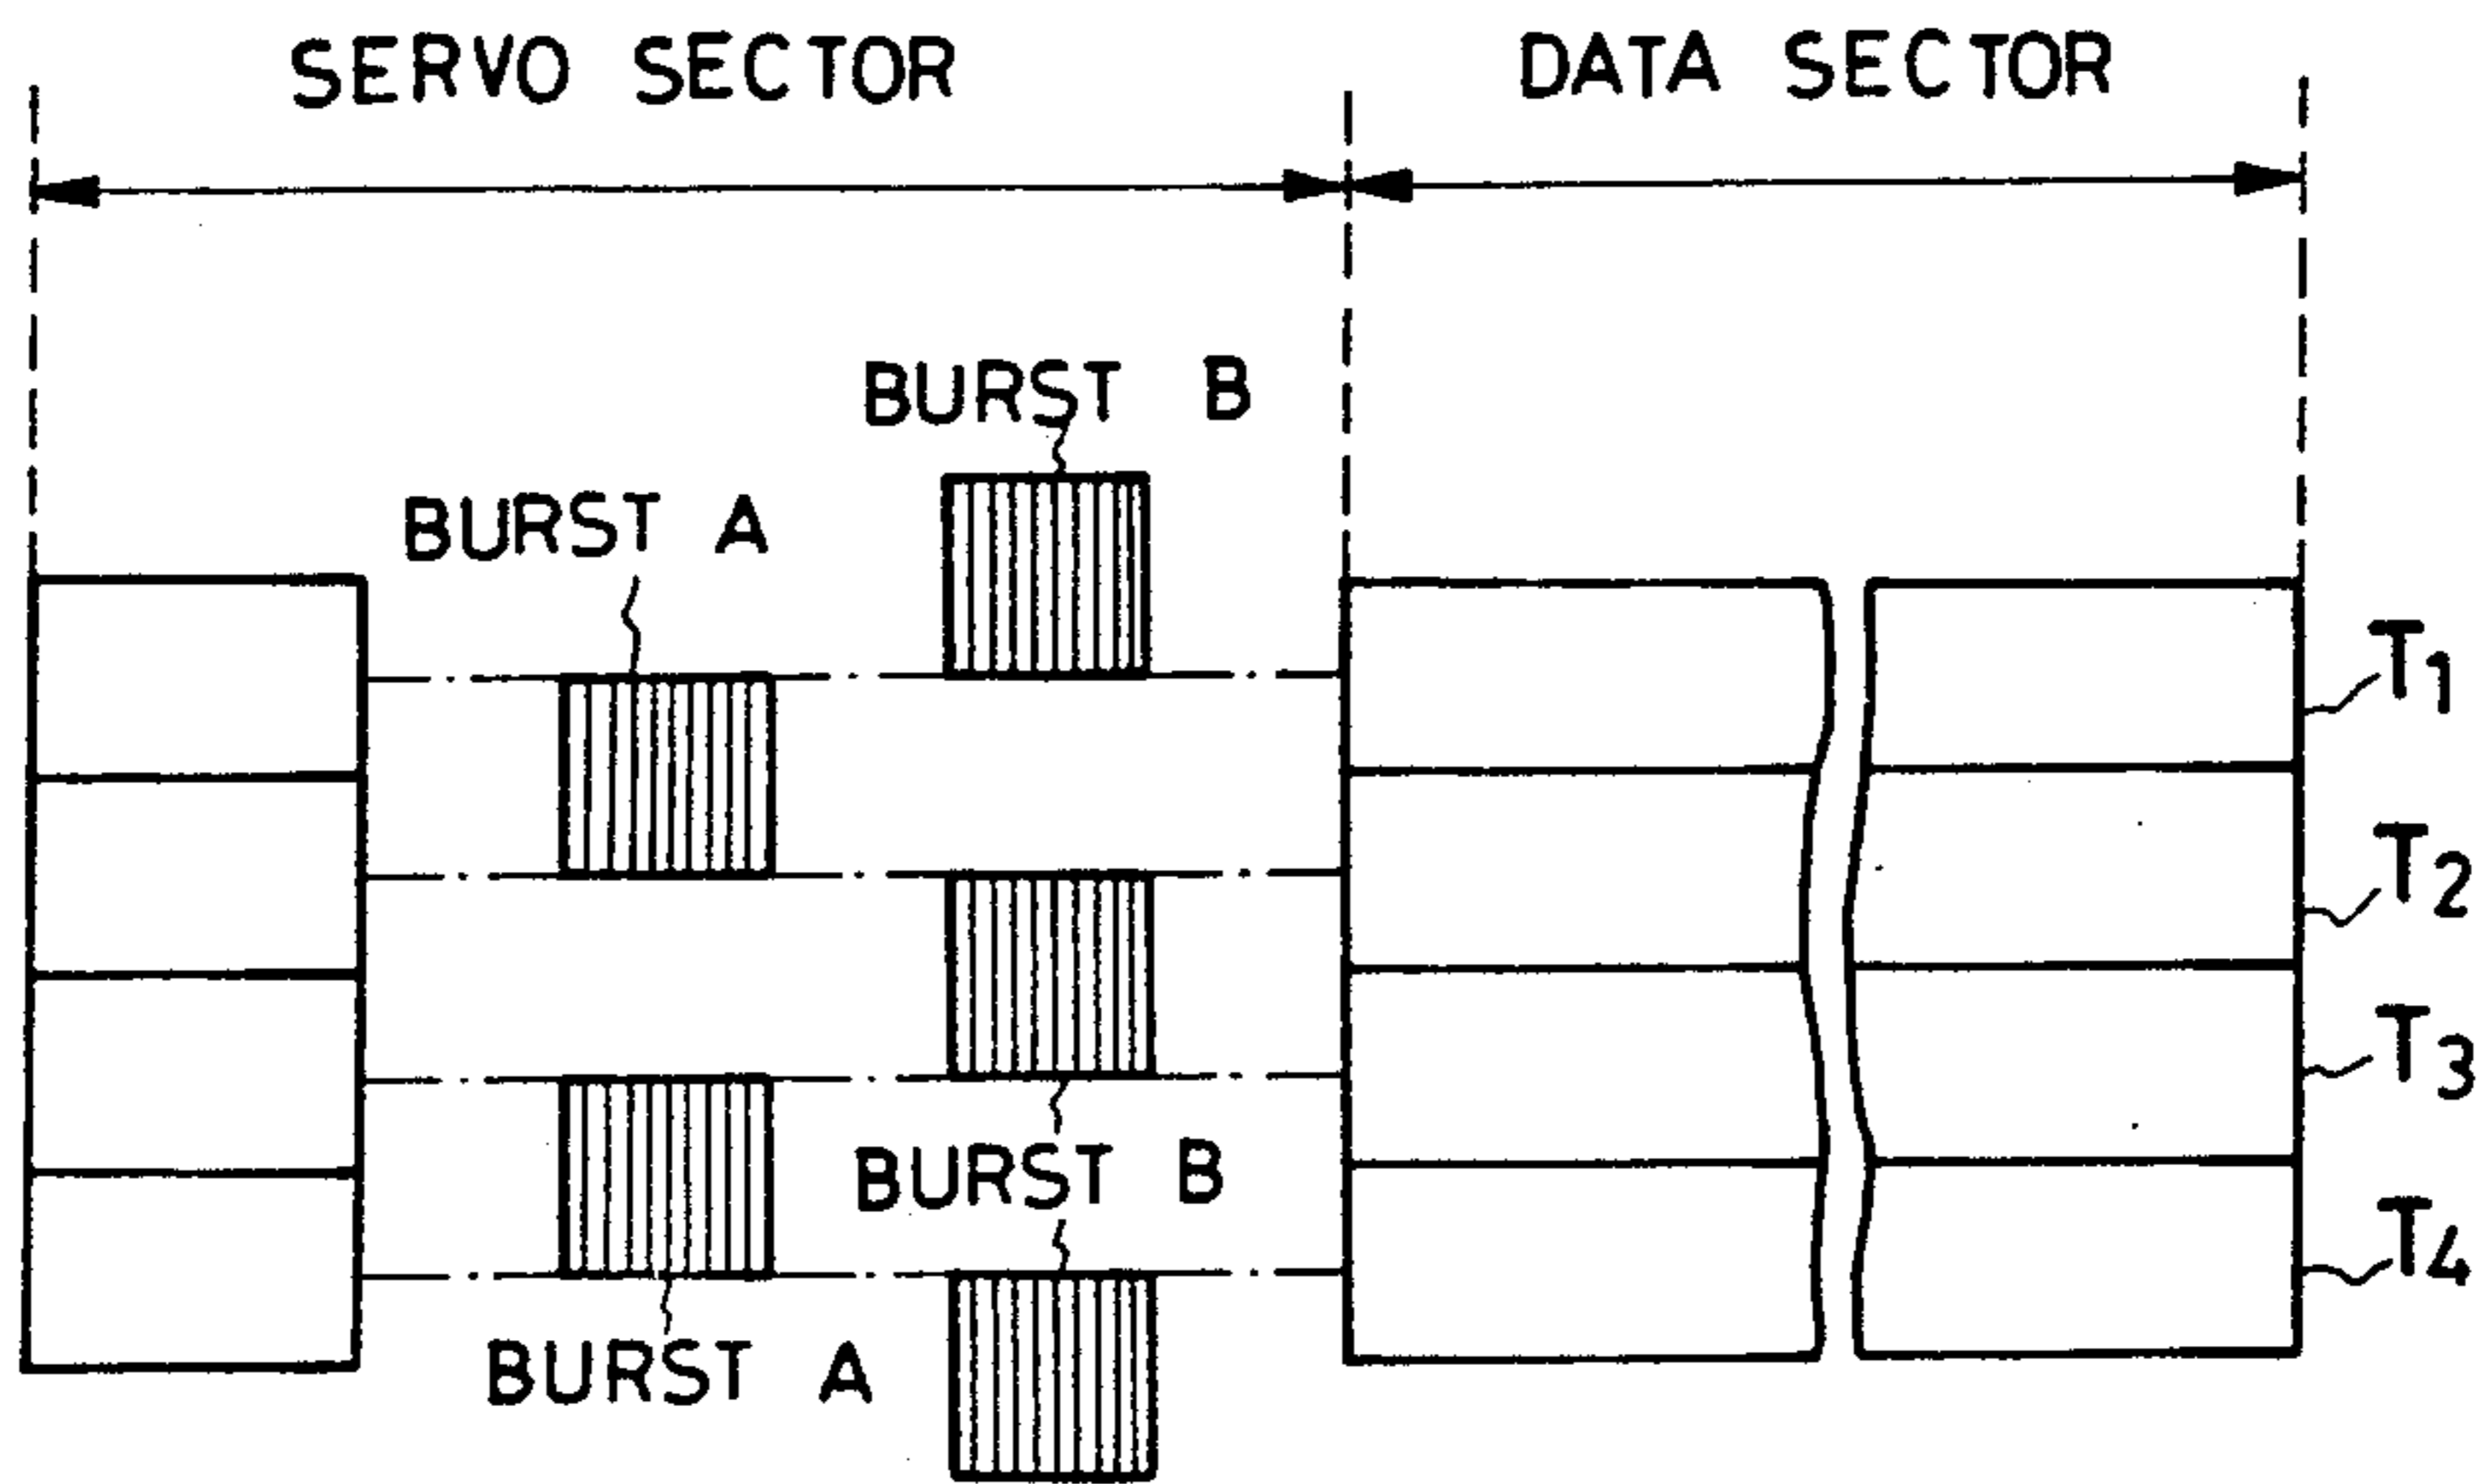 SERVO SECTOR
DATA SECTOR
BURST B
BURST A
T1
T2
T3
BURST B
T4
BURST A